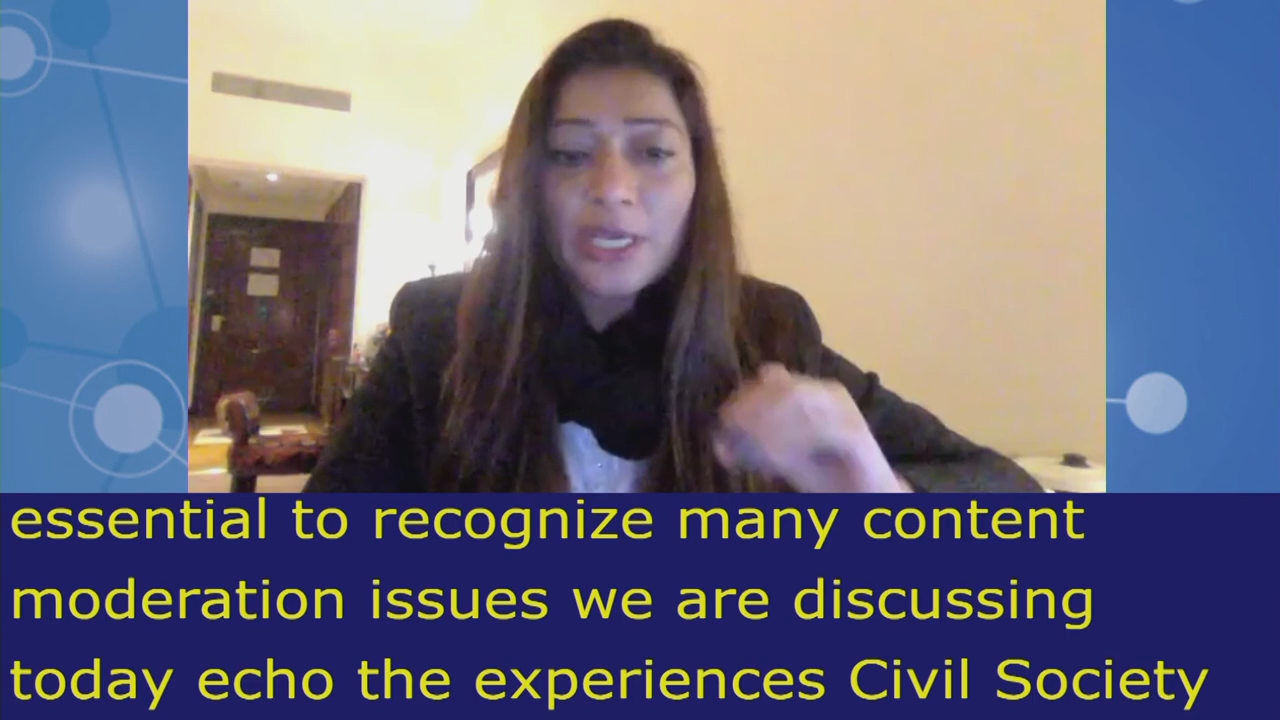 essential to recognize many content
moderation issues we are discussing
today echo the experiences Civil Society